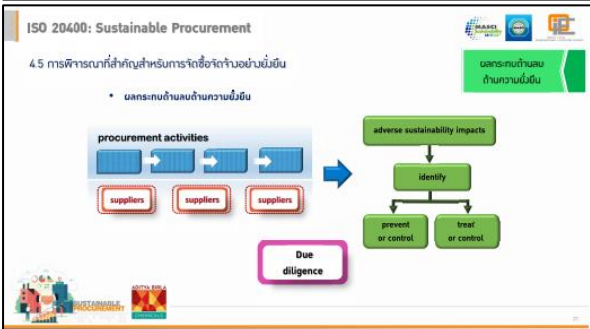 ISO 20400: Sustainable Procurement
MASCI
4.5 การพิจารณาที่สำคัญสำหรับการจัดซื้อจัดจ้างอย่างยั่งยืน
ผลกระทบด้านลบ
ด้านความยั่งยืน
• ผลกระทบด้านลบด้านความยั่งยืน
procurement activities
suppliers
suppliers
suppliers
adverse sustainability impacts
identify
prevent
or control
treat
or control
Due
diligence
SUSTAINABLE
PROCUREMENT
ADITYA BIRLA